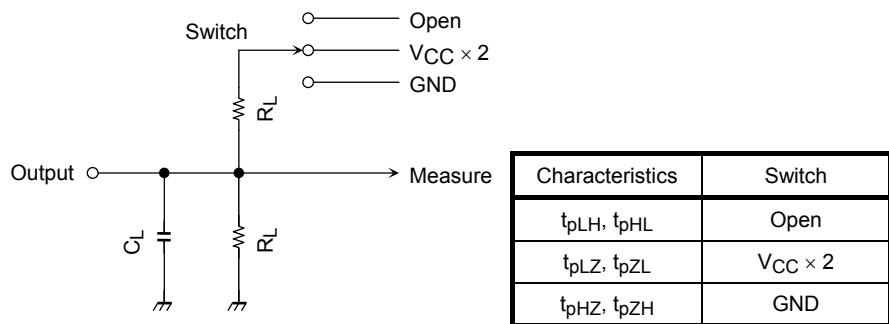 Open
Switch
VCC × 2
GND
RL
Output
Measure
CL
RL
Characteristics Switch
tpLH, tpHL Open
tpLZ, tpZL VCC × 2
tpHZ, tpZH GND